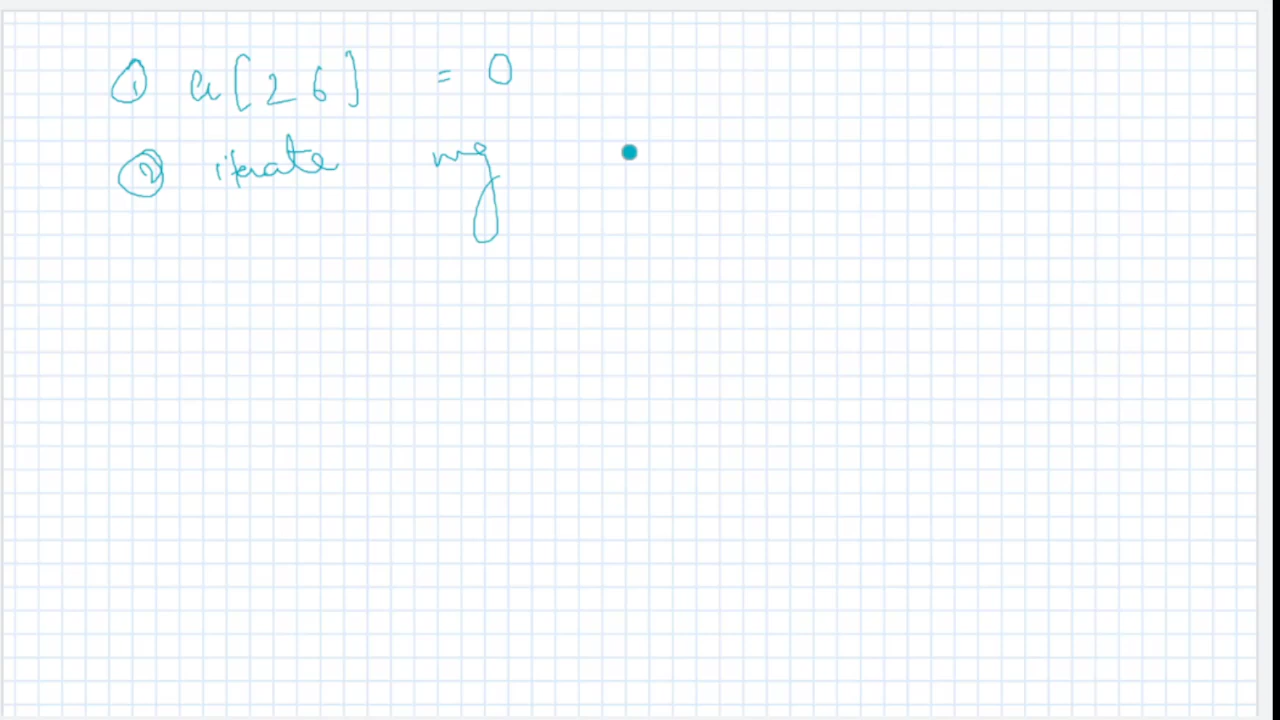 ① a[26] = 0
② iterate